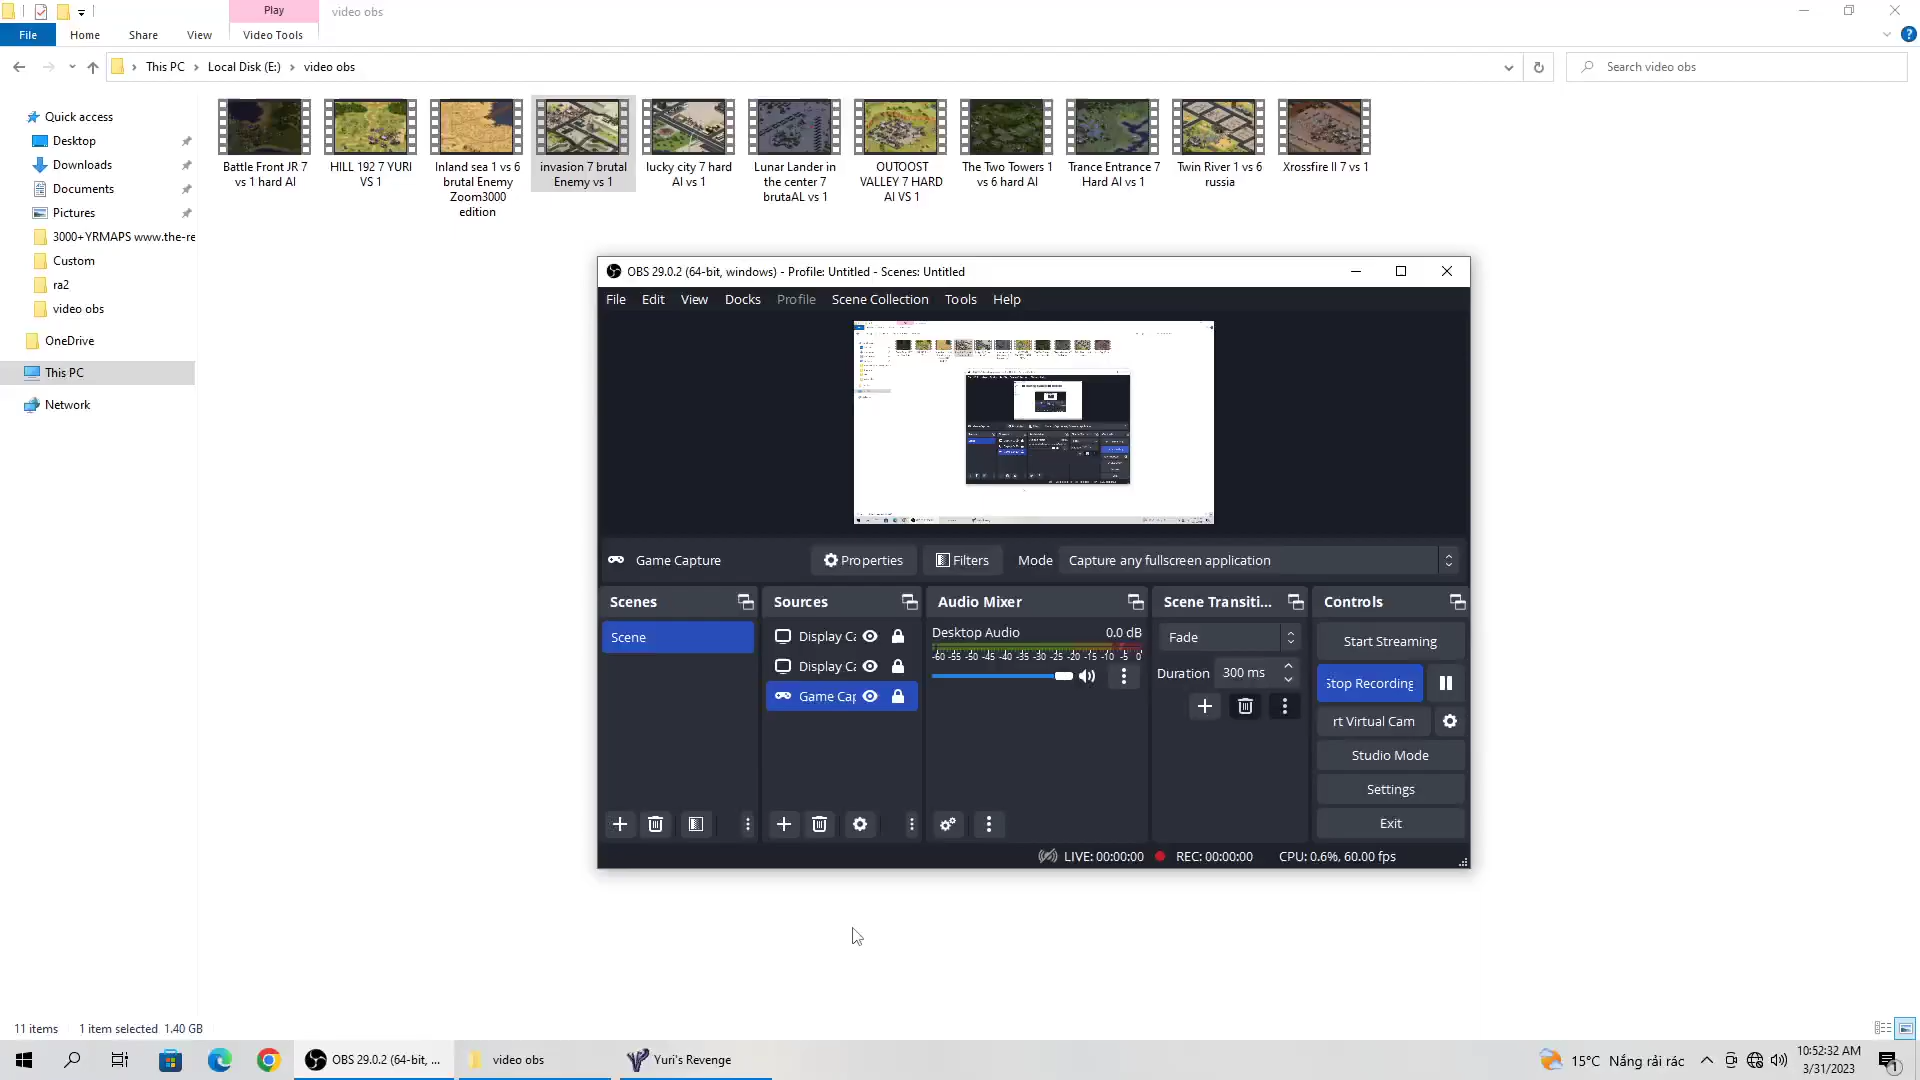 Play
video obs
File
Home
Share
View
Video Tools
This PC
Local Disk (E:)
video obs
Search video obs
Quick access
Desktop
Downloads
Documents
Pictures
3000+YRMAPS www.the-re
Custom
ra2
video obs
OneDrive
This PC
Network
Battle Front JR 7
vs 1 hard AI
HILL 192 7 YURI
VS 1
Inland sea 1 vs 6
brutal Enemy
Zoom3000
edition
invasion 7 brutal
Enemy vs 1
lucky city 7 hard
AI vs 1
Lunar Lander in
the center 7
brutaAL vs 1
OUTOOST
VALLEY 7 HARD
AI VS 1
The Two Towers 1
vs 6 hard AI
Trance Entrance 7
Hard AI vs 1
Twin River 1 vs 6
russia
Xrossfire II 7 vs 1
OBS 29.0.2 (64-bit, windows) - Profile: Untitled - Scenes: Untitled
File
Edit
View
Docks
Profile
Scene Collection
Tools
Help
Game Capture
Properties
Filters
Mode
Capture any fullscreen application
Scenes
Scene
Sources
Display Ca
Display Ca
Game Cap
Audio Mixer
Desktop Audio
0.0 dB
-60 -55 -50 -45 -40 -35 -30 -25 -20 -15 -10 -5 0
Scene Transiti...
Fade
Duration
300 ms
Controls
Start Streaming
Stop Recording
rt Virtual Cam
Studio Mode
Settings
Exit
LIVE: 00:00:00
REC: 00:00:00
CPU: 0.6%, 60.00 fps
11 items
1 item selected 1.40 GB
OBS 29.0.2 (64-bit, ...
video obs
Yuri's Revenge
15°C Nắng rải rác
10:52:32 AM
3/31/2023
1